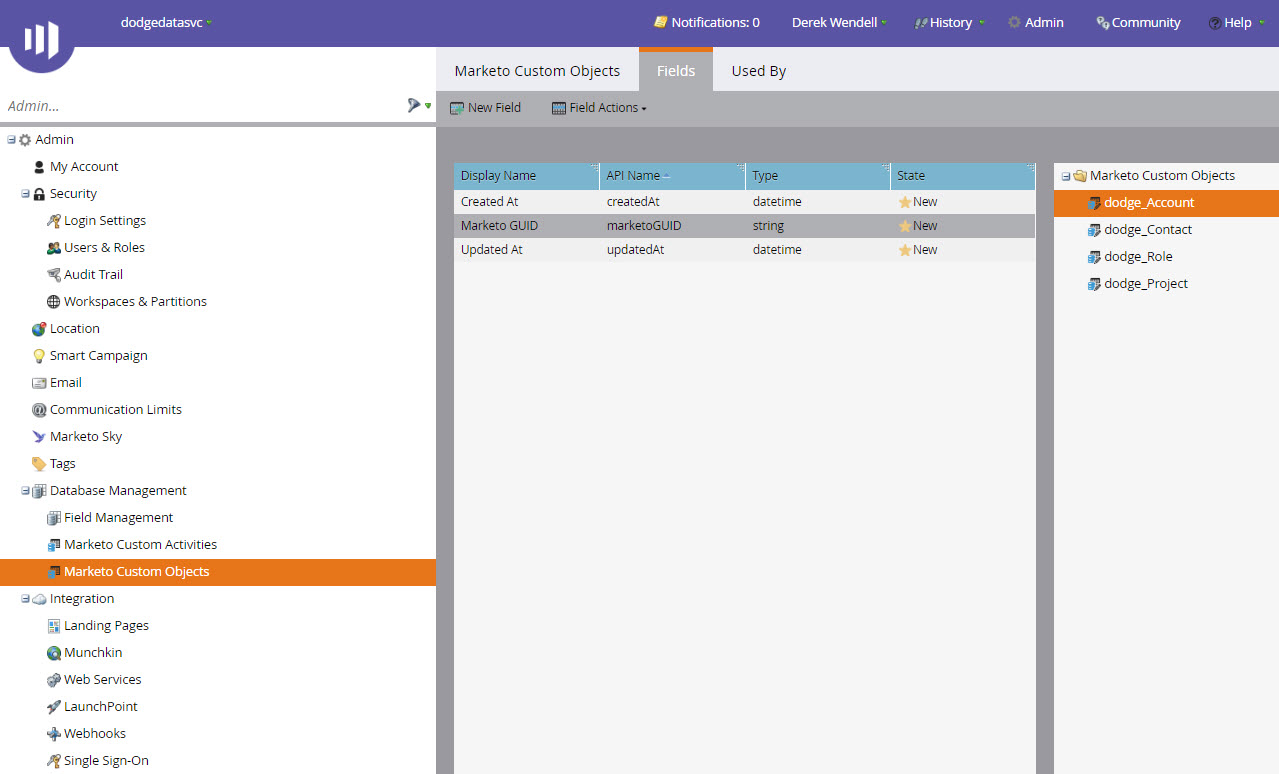 dodgedatasvc
Notifications: 0
Derek Wendell
History
Admin
Community
Help
Admin...
Admin
My Account
Security
Login Settings
Users & Roles
Audit Trail
Workspaces & Partitions
Location
Smart Campaign
Email
Communication Limits
Marketo Sky
Tags
Database Management
Field Management
Marketo Custom Activities
Marketo Custom Objects
Integration
Landing Pages
Munchkin
Web Services
LaunchPoint
Webhooks
Single Sign-On
Marketo Custom Objects Fields Used By
New Field Field Actions
Display Name API Name Type State
Created At createdAt datetime New
Marketo GUID marketoGUID string New
Updated At updatedAt datetime New
Marketo Custom Objects
dodge_Account
dodge_Contact
dodge_Role
dodge_Project